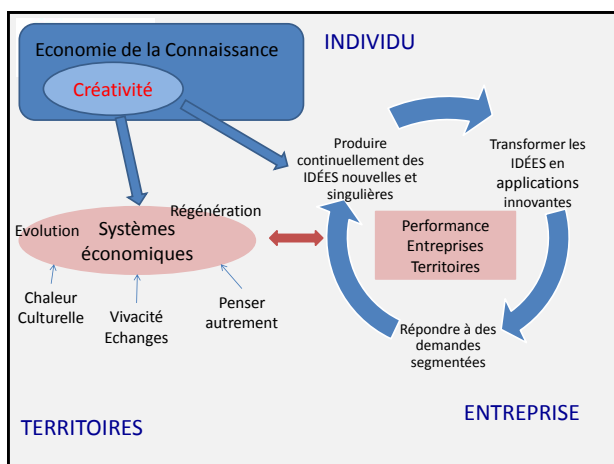 INDIVIDU
Economie de la Connaissance
Créativité
Produire
continuellement des
IDÉES nouvelles et
singulières
Transformer les
IDÉES en
applications
innovantes
Régénération
Evolution
Systèmes
économiques
Performance
Entreprises
Territoires
Chaleur
Culturelle
Vivacité
Echanges
Penser
autrement
Répondre à des
demandes
segmentées
TERRITOIRES
ENTREPRISE